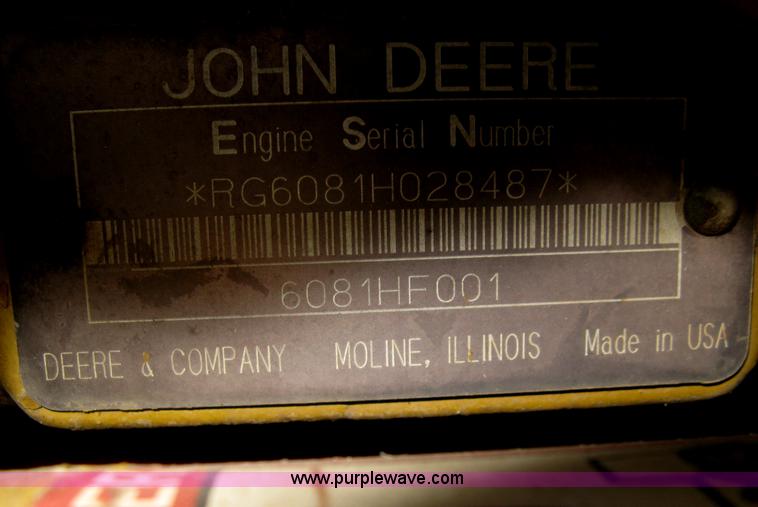 JOHN DEERE
Engine Serial Number
*RG6081H028487*
6081HF001
DEERE & COMPANY MOLINE, ILLINOIS Made in USA
www.purplewave.com